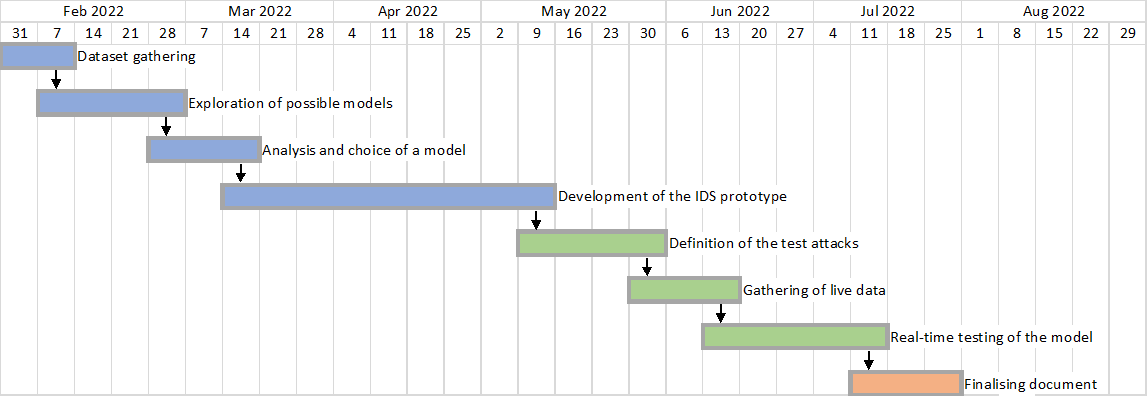 Feb 2022 Mar 2022 Apr 2022 May 2022 Jun 2022 Jul 2022 Aug 2022
31 7 14 21 28 7 14 21 28 4 11 18 25 2 9 16 23 30 6 13 20 27 4 11 18 25 1 8 15 22 29
Dataset gathering
Exploration of possible models
Analysis and choice of a model
Development of the IDS prototype
Definition of the test attacks
Gathering of live data
Real-time testing of the model
Finalising document